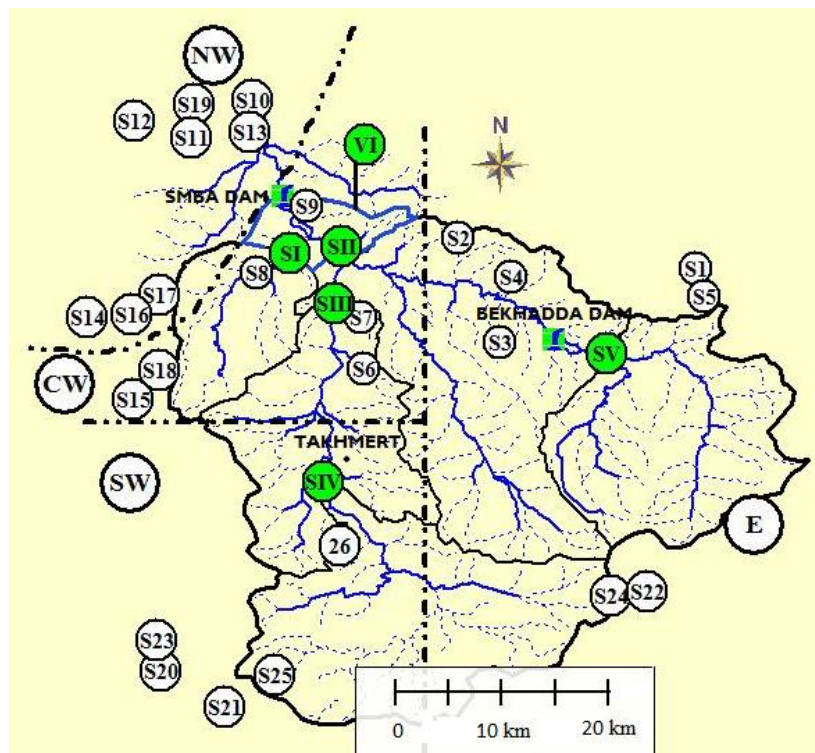 NW
S19
S10
S12
S11
S13
VI
N
SMBA DAM
S9
S2
SI
SII
S8
S4
S1
S17
S5
S14
S16
SIII
S7
BEKHADDA DAM
S3
SV
S18
S6
CW
S15
TAKHMERT
SW
SIV
E
26
S24
S22
S23
S20
S25
S21
0 10 km 20 km